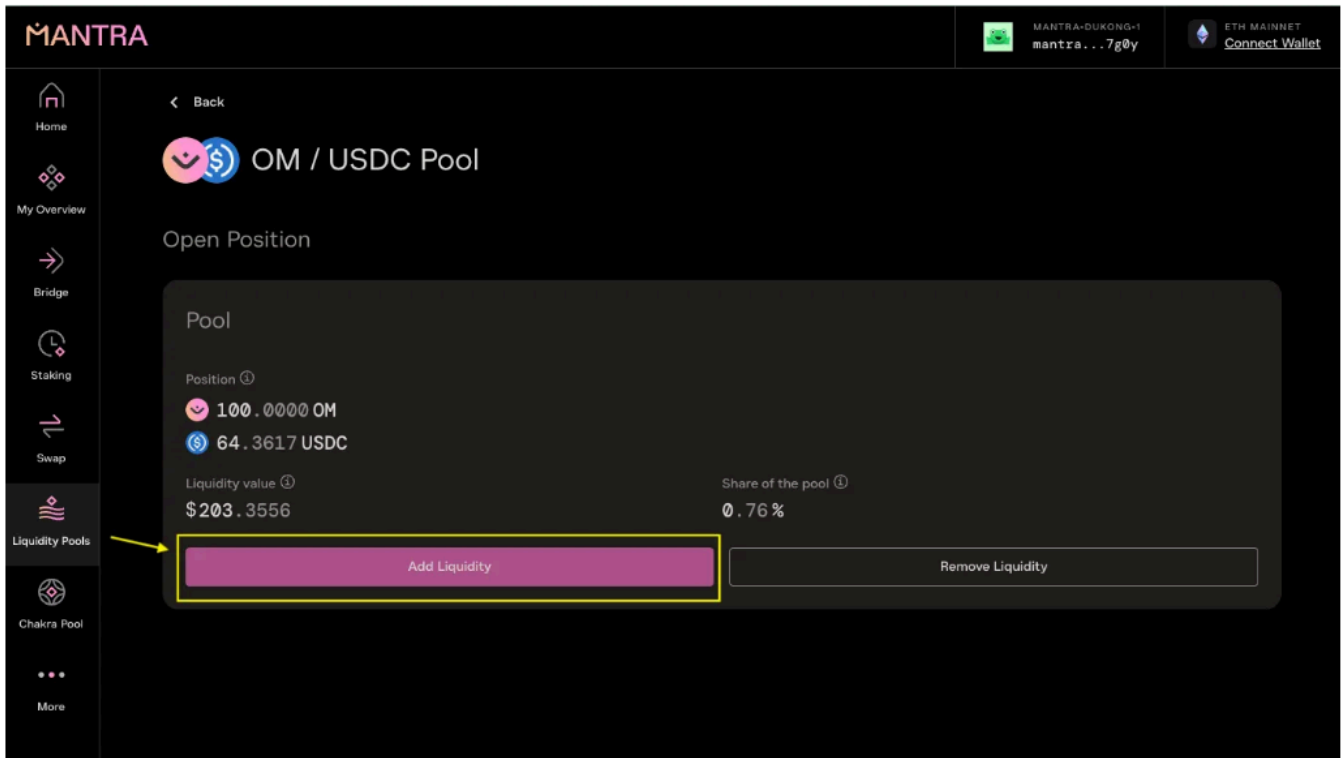 MANTRA
MANTRA-DUKONG-1
mantra...7g0y
ETH MAINNET
Connect Wallet
Home
My Overview
Bridge
Staking
Swap
Liquidity Pools
Chakra Pool
More
Back
OM / USDC Pool
Open Position
Pool
Position
100.0000 OM
64.3617 USDC
Liquidity value
$203.3556
Share of the pool
0.76%
Add Liquidity
Remove Liquidity